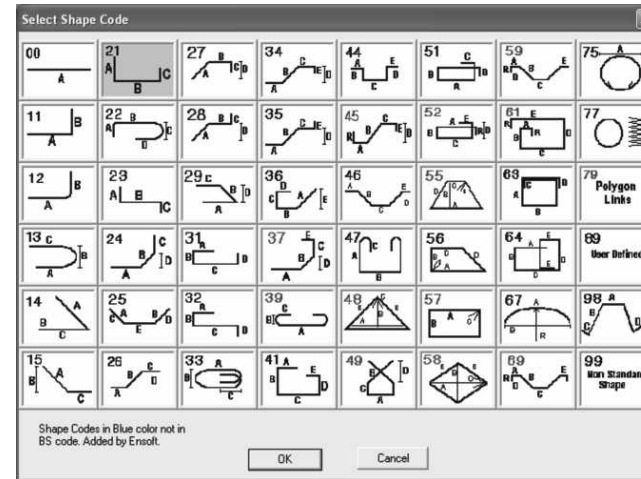 Select Shape Code
00 A
21 A B C
27 A B C D
34 A B C E D
44 A B C D E
51 A B C D
59 R A B C D E
75 A
11 A B
22 A B C D
28 A B C D
35 A B C E D
45 R A B C E D
52 B A E R D C
61 R E A B R D C
77
12 A B
23 A B C
29 C B D A
36 D C A E B
46 A B C D E
55
63 C D A B
79 Polygon Links
13 C B A
24 A B C D
31 A B C D
37 E C B D A
47 A C B
56 A B C D
64 A B C D E
89 User Defined
14 A B C
25 A B C D E
32 A B C D
39 A B C
48
57 B A
67 A B R
98 A B C D
15 B A C
26 A B C D
33 A B C
41 A B C D E
49 E B D C A
58
69 R A B C D E
99 Non Standar
Shape
Shape Codes in Blue color not in
BS code. Added by Ensoft.
OK Cancel